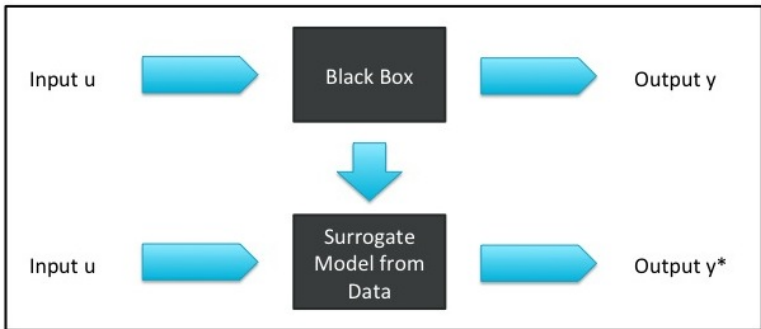 Input u
Black Box
Output y
Input u
Surrogate
Model from
Data
Output y*